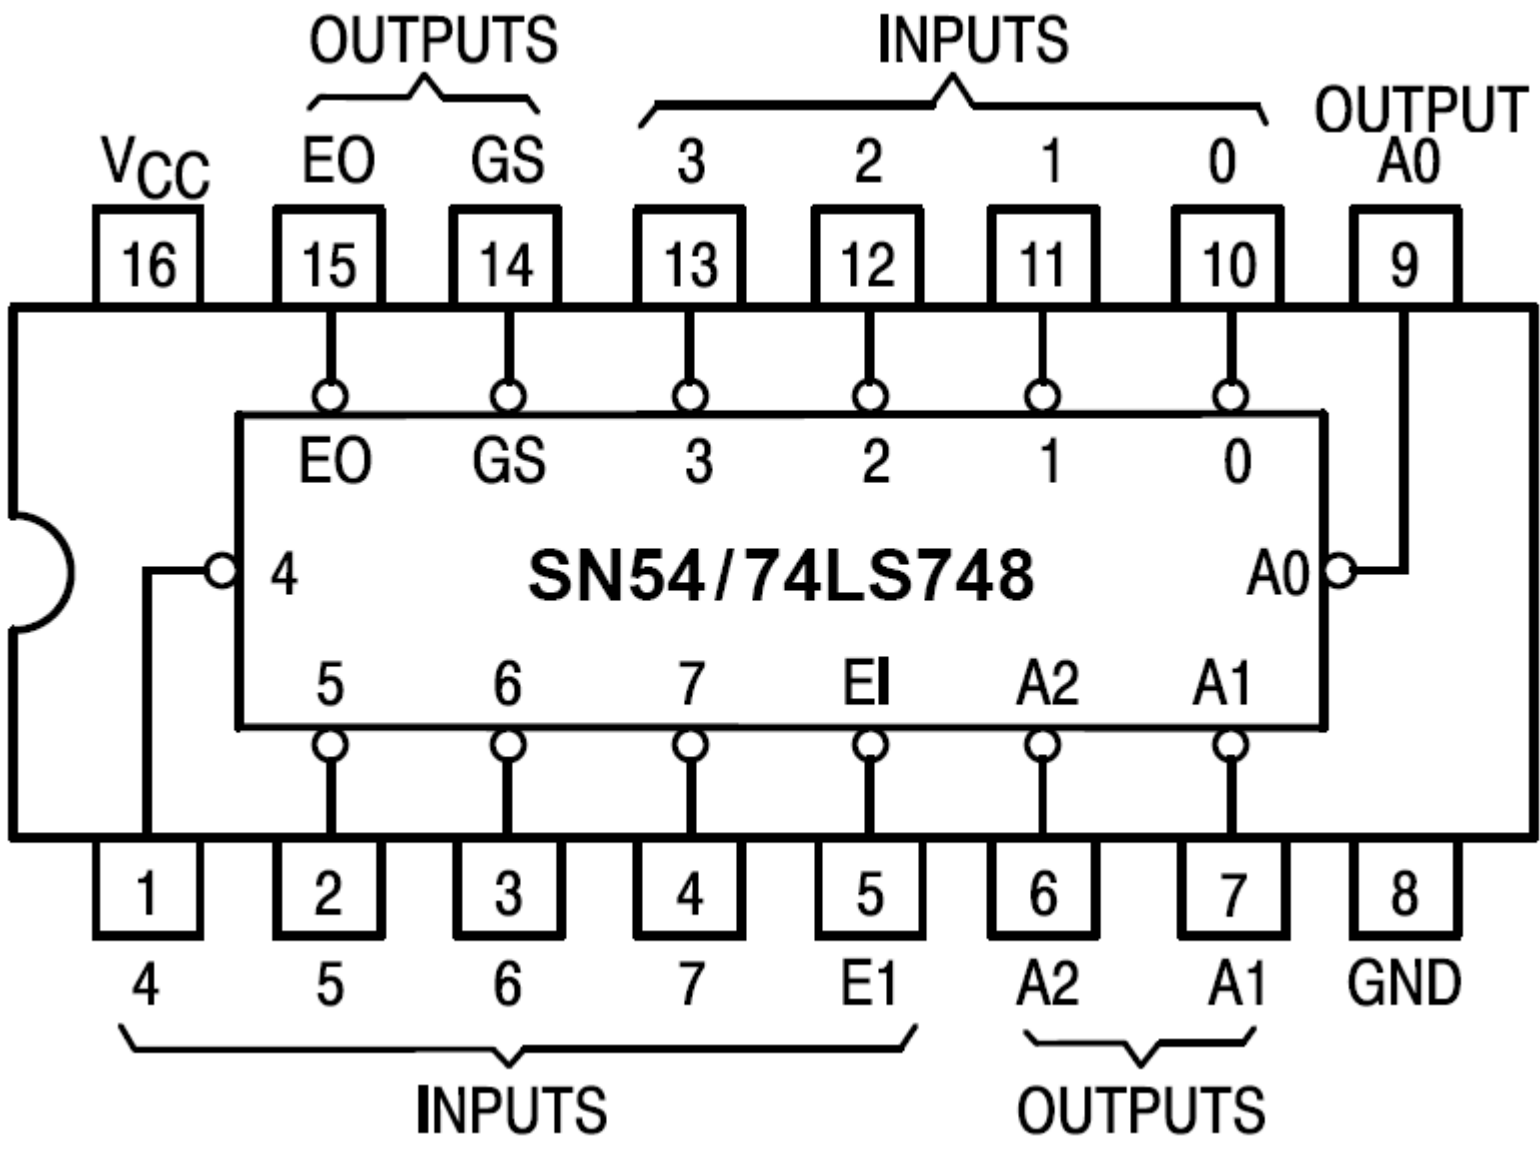 OUTPUTS INPUTS
OUTPUT
VCC EO GS 3 2 1 0 A0
16 15 14 13 12 11 10 9
EO GS 3 2 1 0
4 SN54/74LS748 A0
5 6 7 EI A2 A1
1 2 3 4 5 6 7 8
4 5 6 7 E1 A2 A1 GND
INPUTS OUTPUTS